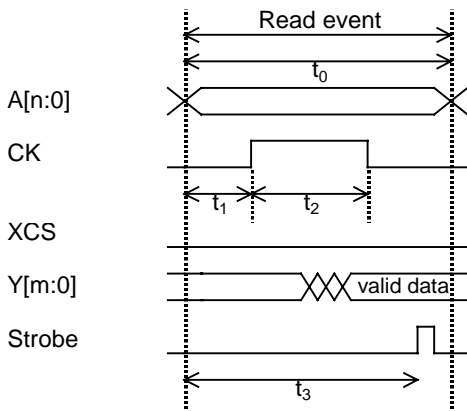 Read event
t0
A[n:0]
CK
t1 t2
XCS
Y[m:0] valid data
Strobe
t3